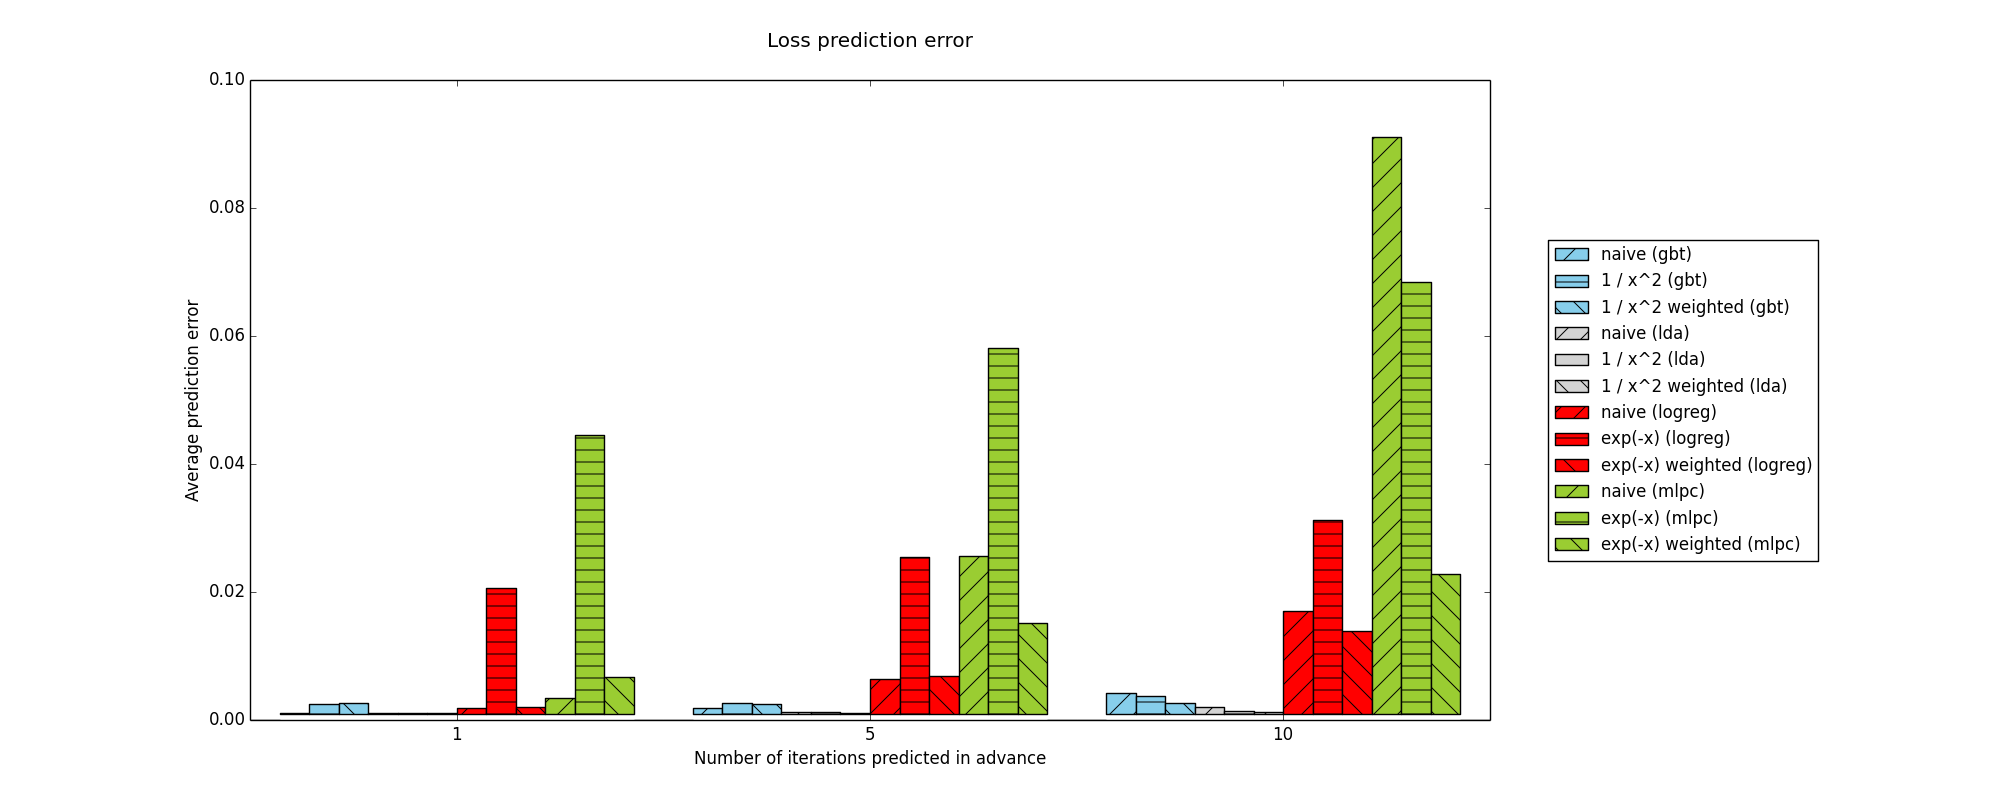 Loss prediction error
0.10
0.08
0.06
0.04
0.02
0.00
Average prediction error
1
5
10
Number of iterations predicted in advance
naive (gbt)
1 / x^2 (gbt)
1 / x^2 weighted (gbt)
naive (lda)
1 / x^2 (lda)
1 / x^2 weighted (lda)
naive (logreg)
exp(-x) (logreg)
exp(-x) weighted (logreg)
naive (mlpc)
exp(-x) (mlpc)
exp(-x) weighted (mlpc)